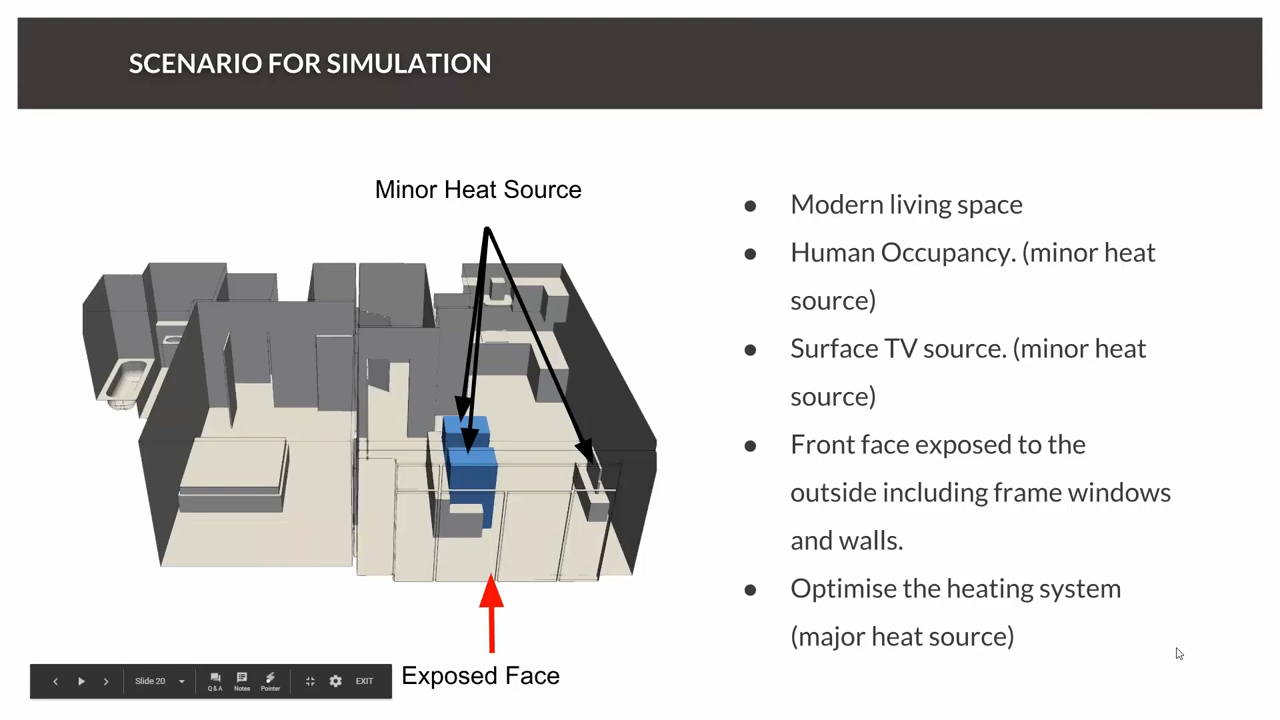 SCENARIO FOR SIMULATION
Minor Heat Source
● Modern living space
● Human Occupancy. (minor heat
source)
● Surface TV source. (minor heat
source)
● Front face exposed to the
outside including frame windows
and walls.
● Optimise the heating system
(major heat source)
Exposed Face
Slide 20
Q & A
Notes
Pointer
EXIT